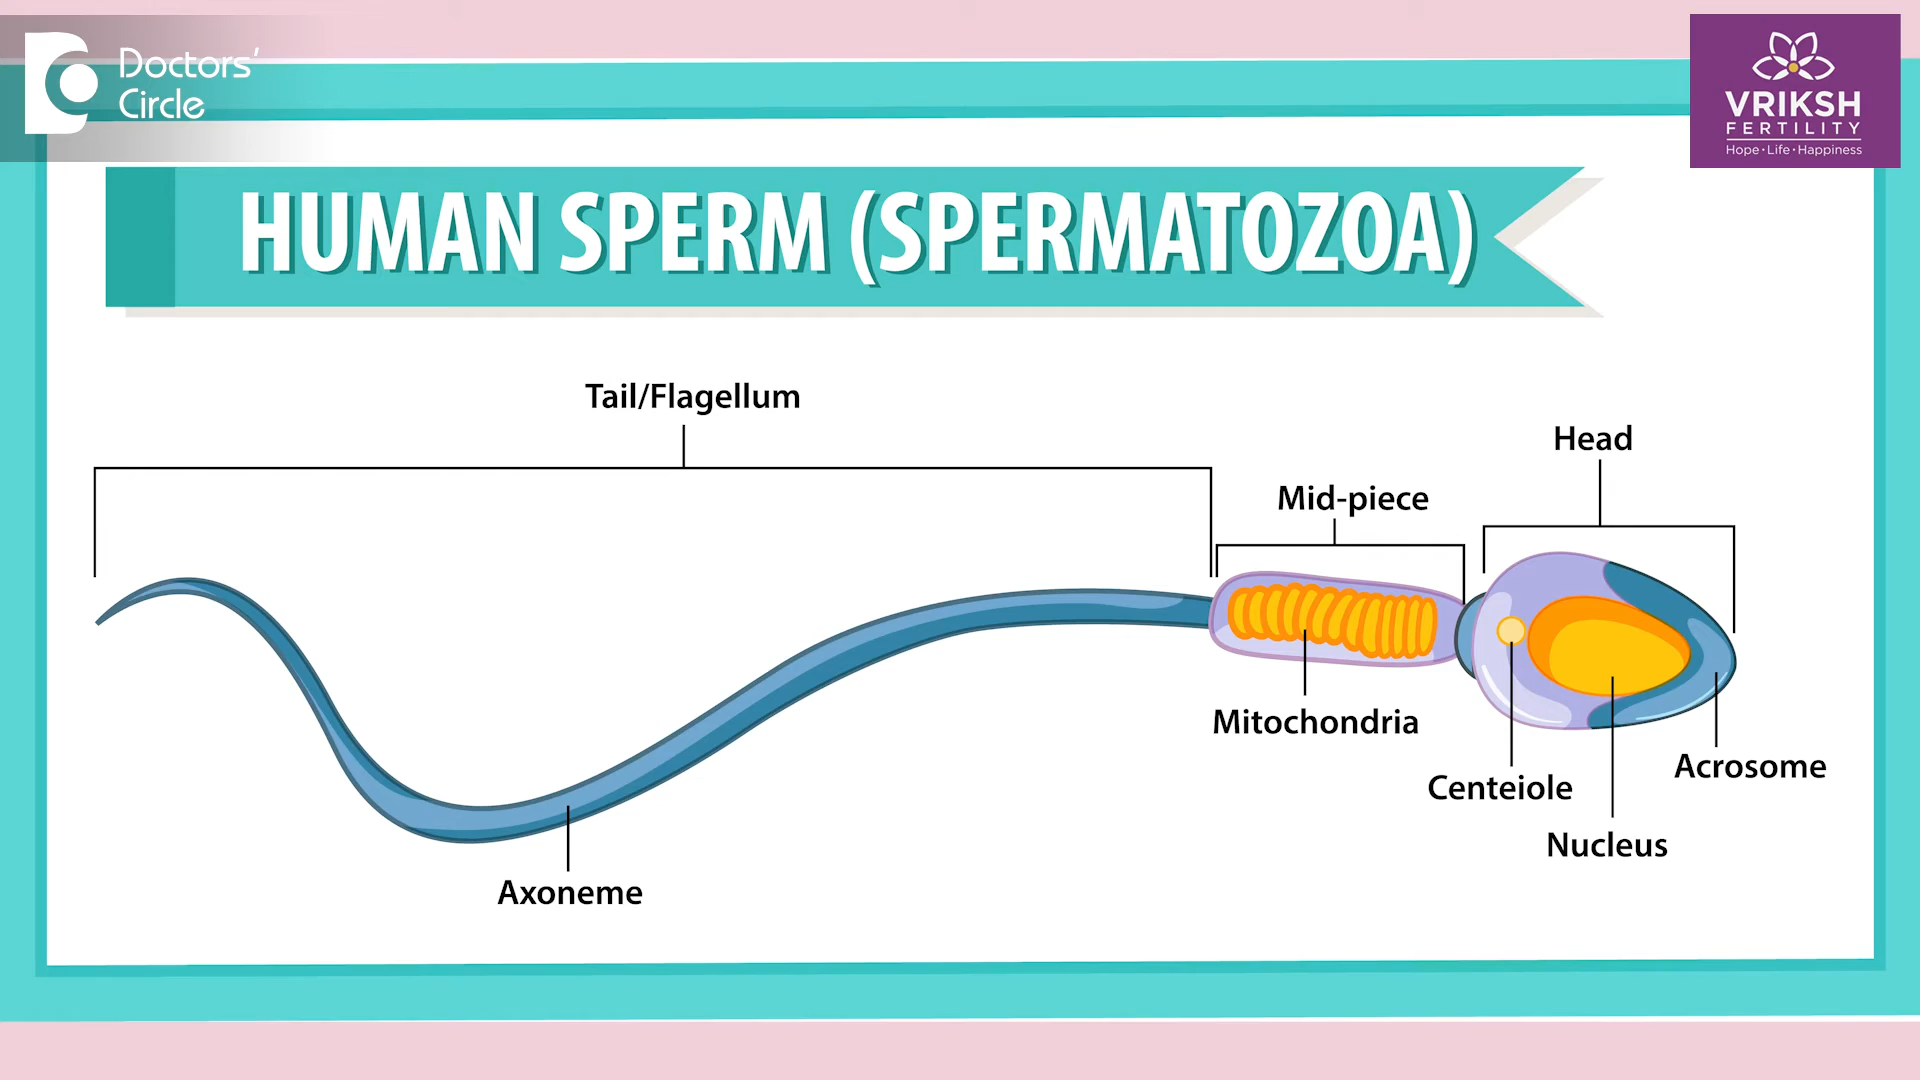 Doctors'
Circle
VRIKSH
FERTILITY
Hope • Life • Happiness
HUMAN SPERM (SPERMATOZOA)
Tail/Flagellum
Head
Mid-piece
Mitochondria
Centeiole
Acrosome
Nucleus
Axoneme